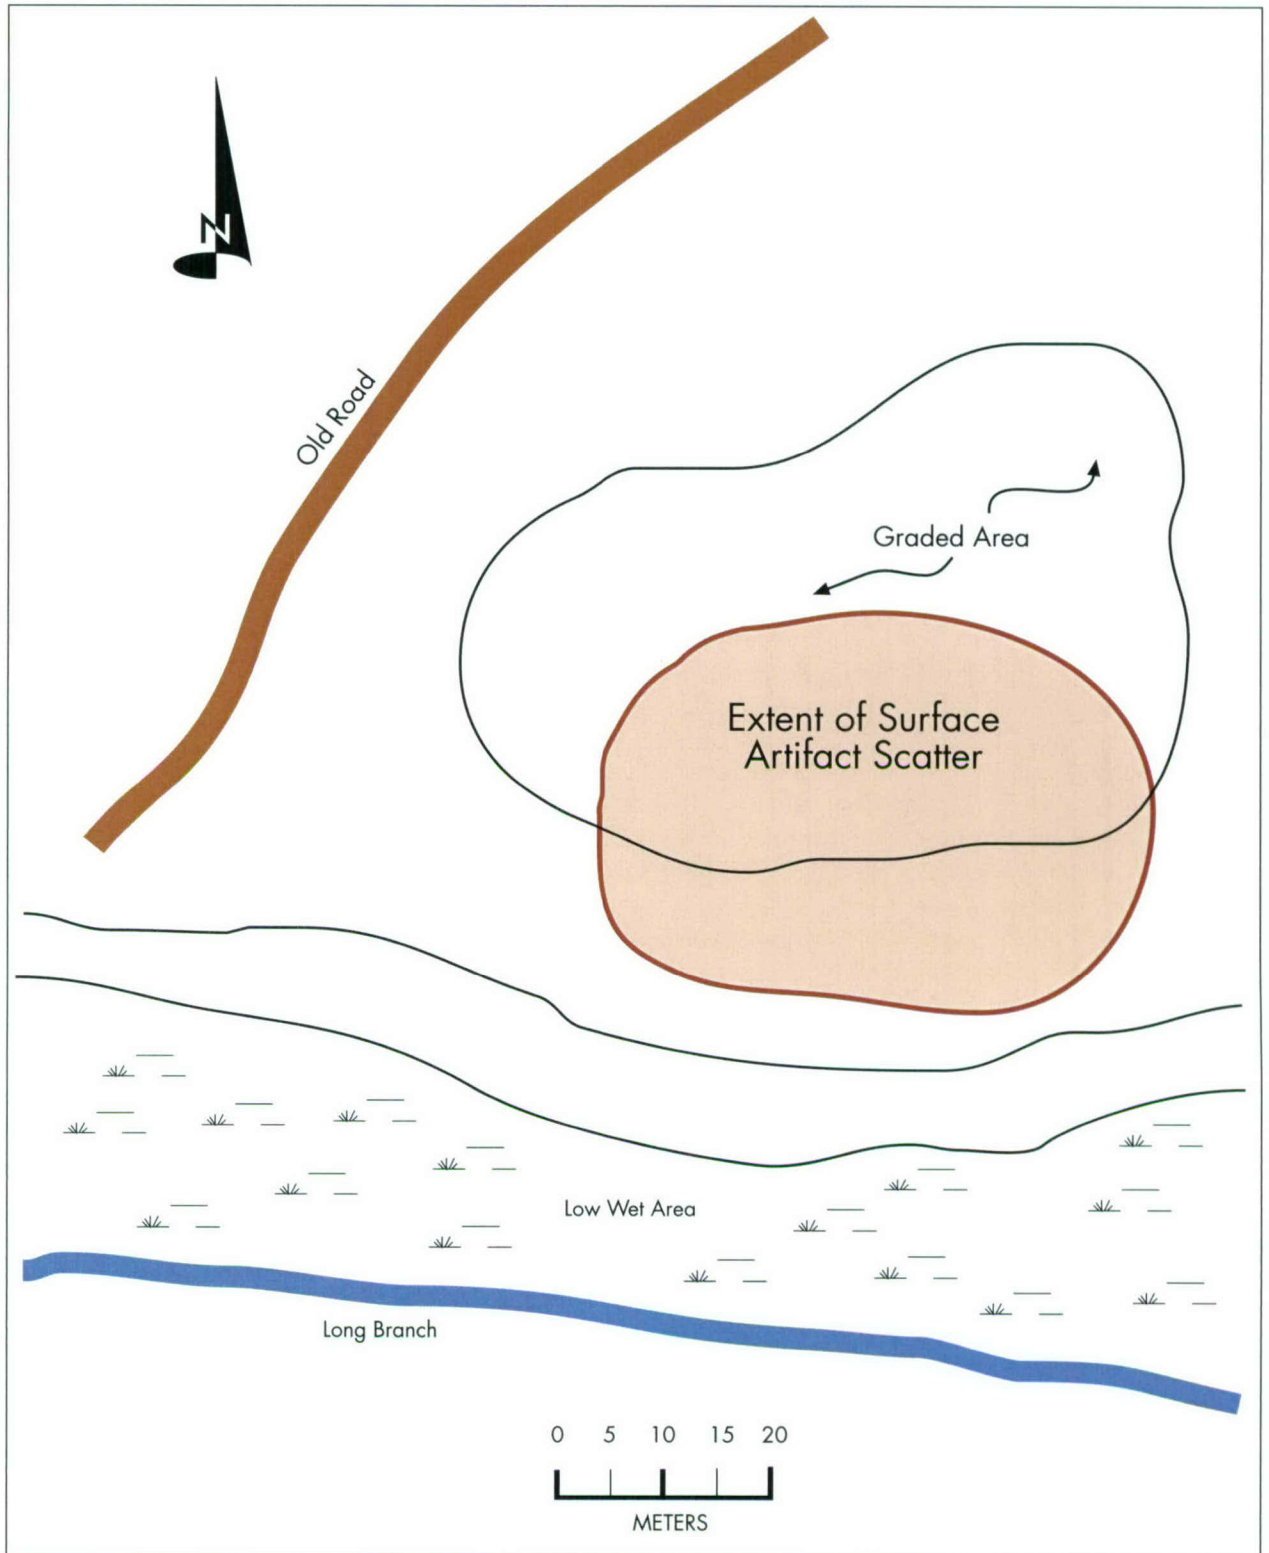 N
Old Road
Graded Area
Extent of Surface
Artifact Scatter
Low Wet Area
Long Branch
0 5 10 15 20
METERS